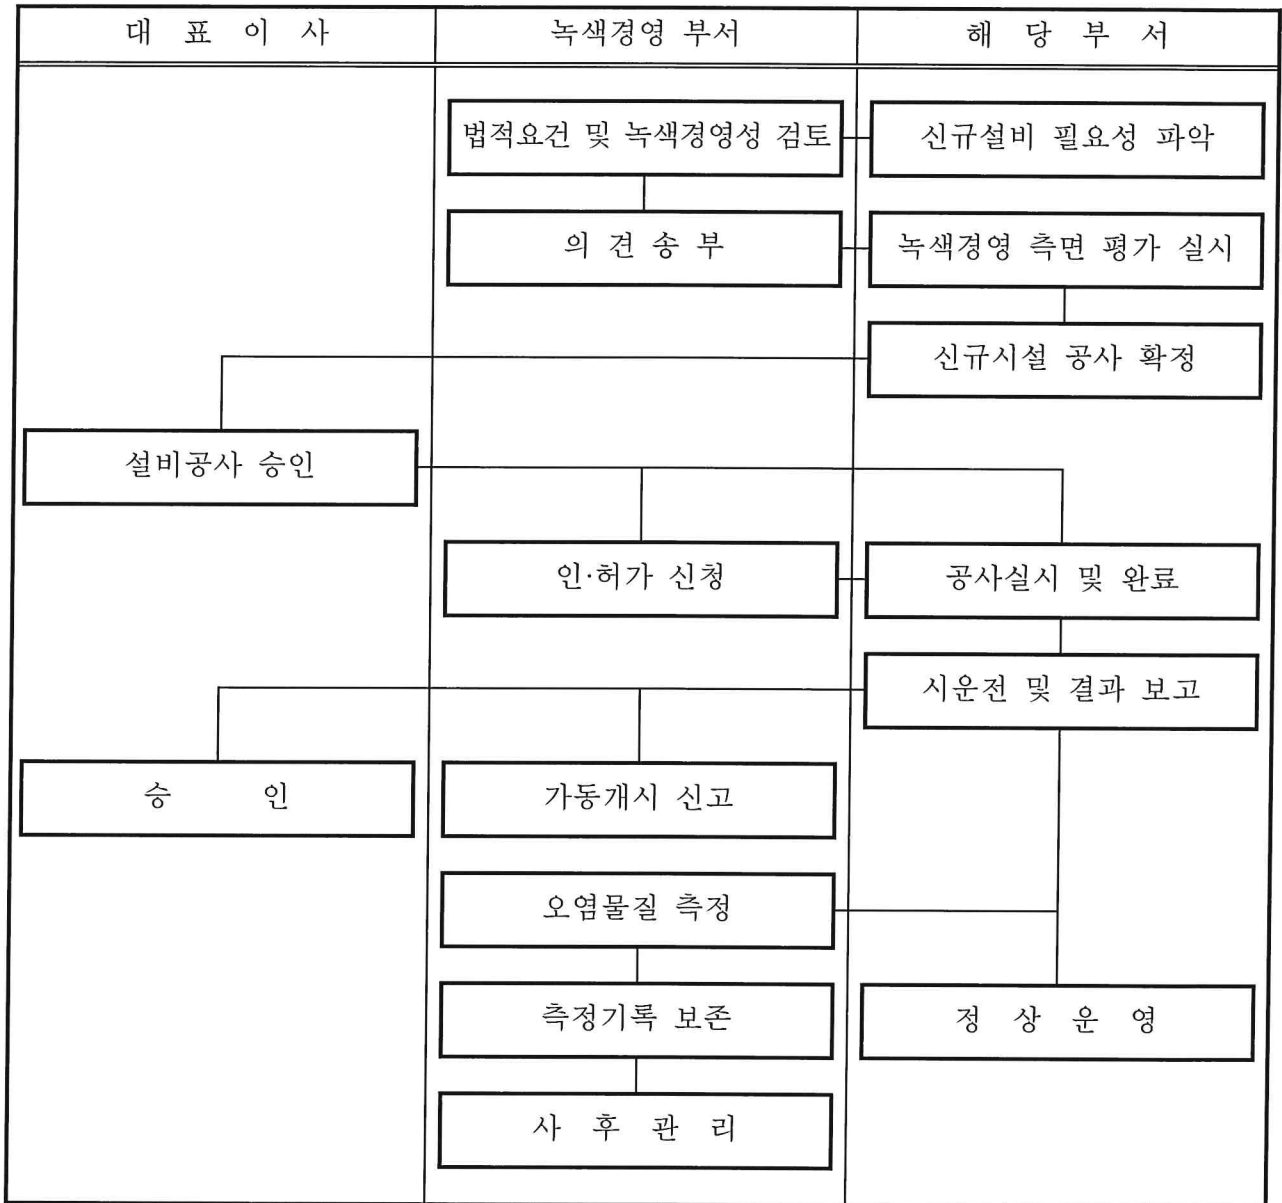 대 표 이 사
녹색경영 부서
해 당 부 서
법적요건 및 녹색경영성 검토
신규설비 필요성 파악
의 견 송 부
녹색경영 측면 평가 실시
신규시설 공사 확정
설비공사 승인
인·허가 신청
공사실시 및 완료
시운전 및 결과 보고
승 인
가동개시 신고
오염물질 측정
측정기록 보존
정 상 운 영
사 후 관 리